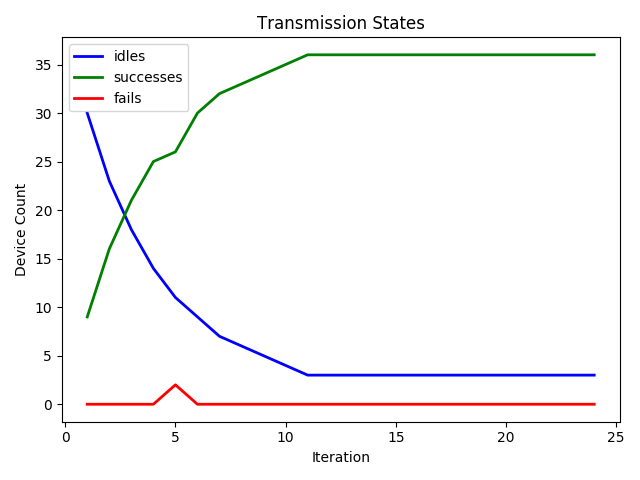 Transmission States
idles
successes
fails
Device Count
35
30
25
20
15
10
5
0
0 5 10 15 20 25
Iteration